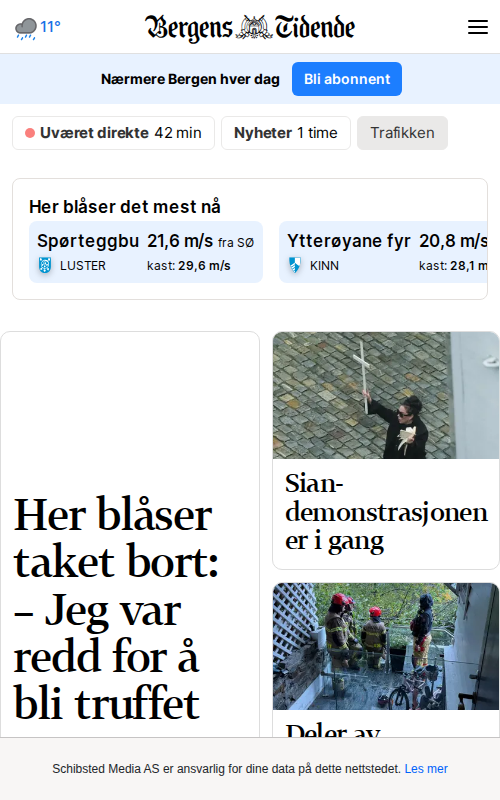 11°
Bergens Tidende
Nærmere Bergen hver dag
Bli abonnent
Uværet direkte 42 min
Nyheter 1 time
Trafikken
Her blåser det mest nå
Spørteggbu 21,6 m/s fra SØ
LUSTER kast: 29,6 m/s
Ytterøyane fyr 20,8 m/s
KINN kast: 28,1 m
Her blåser
taket bort:
– Jeg var
redd for å
bli truffet
Sian-
demonstrasjonen
er i gang
Deler av
Schibsted Media AS er ansvarlig for dine data på dette nettstedet. Les mer